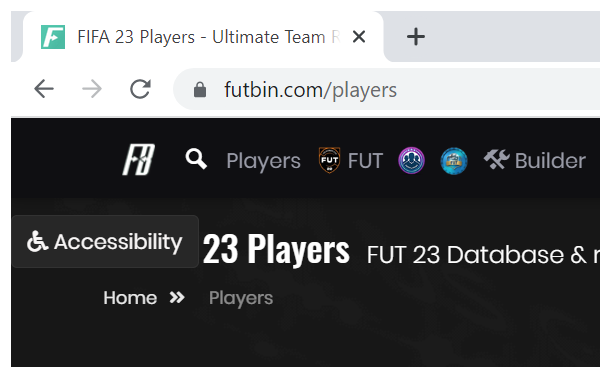 FIFA 23 Players - Ultimate Team
futbin.com/players
FB Players FUT FUT Builder
Accessibility 23 Players FUT 23 Database &
Home » Players